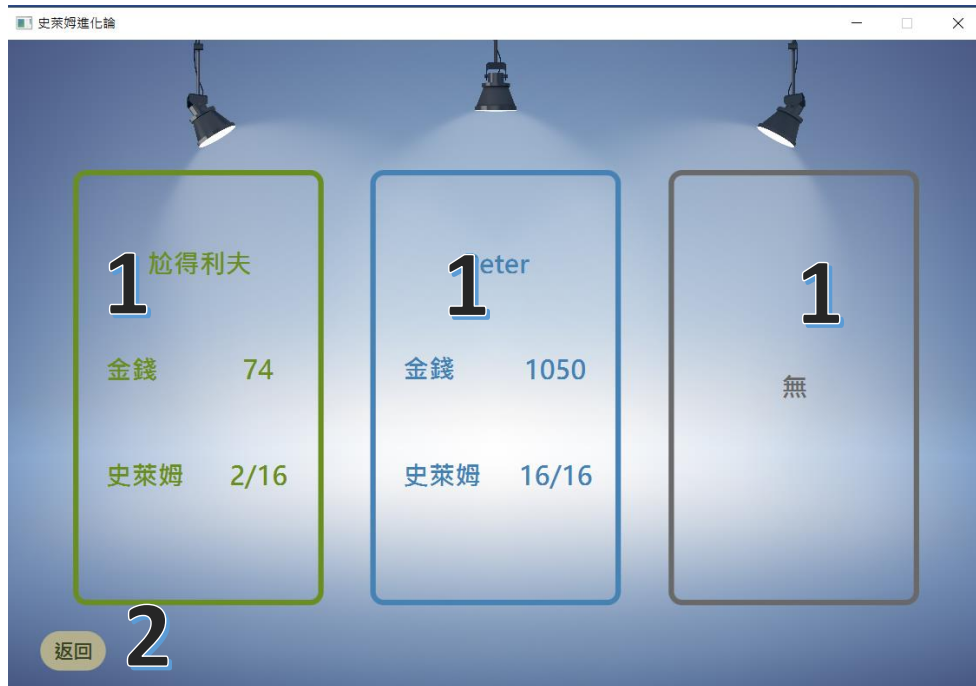 史萊姆進化論
1 尬得利夫
金錢 74
史萊姆 2/16
1 eter
金錢 1050
史萊姆 16/16
1
無
返回 2